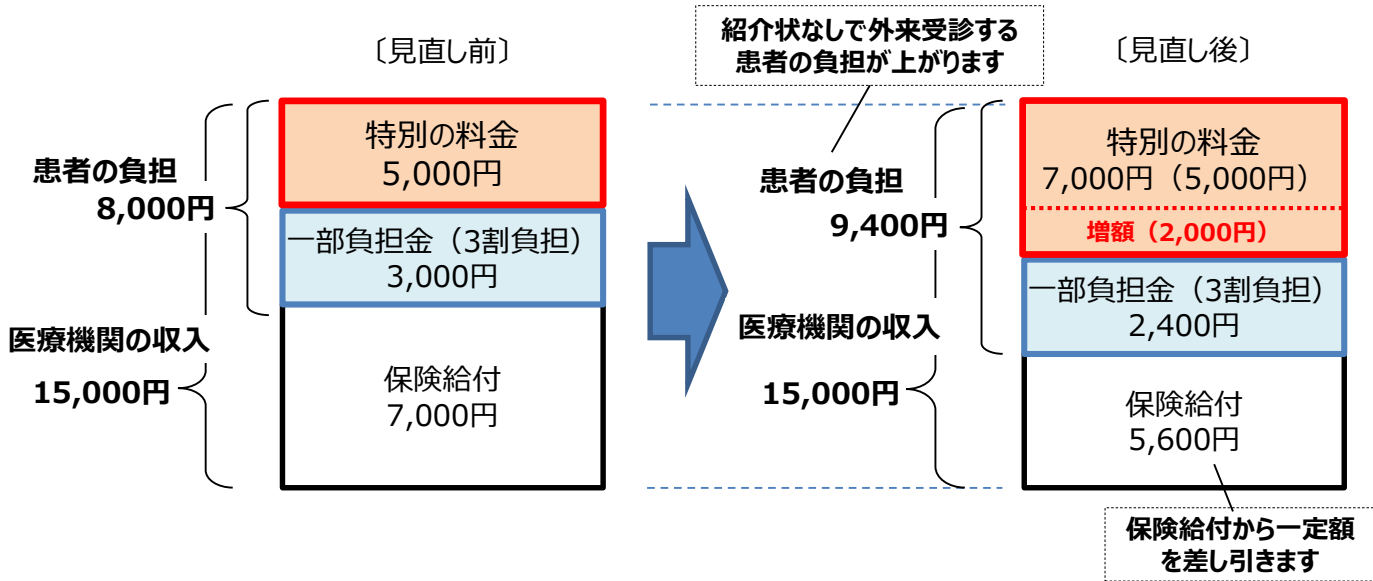 〔見直し前〕
患者の負担
8,000円
医療機関の収入
15,000円
特別の料金
5,000円
一部負担金（3割負担）
3,000円
保険給付
7,000円
紹介状なしで外来受診する
患者の負担が上がります
〔見直し後〕
患者の負担
9,400円
医療機関の収入
15,000円
特別の料金
7,000円（5,000円）
増額（2,000円）
一部負担金（3割負担）
2,400円
保険給付
5,600円
保険給付から一定額
を差し引きます